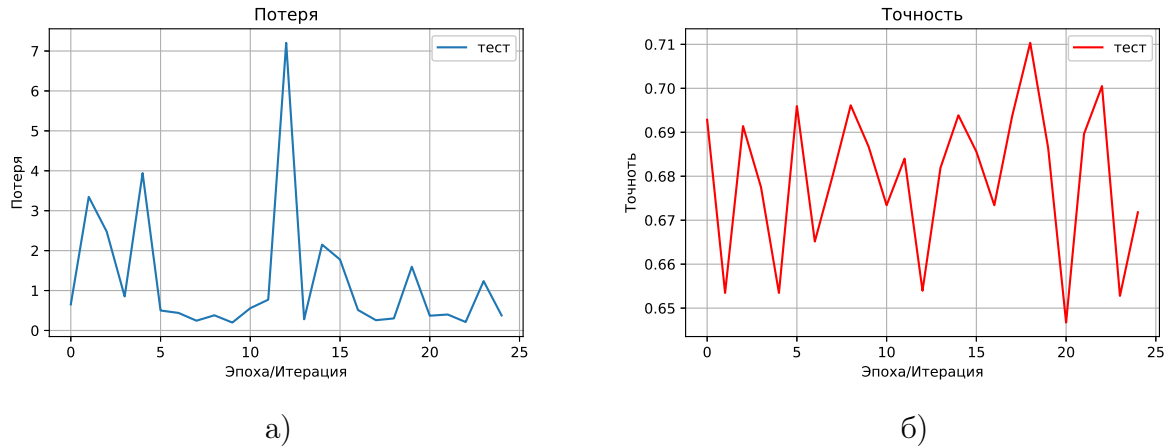 Потеря
тест
7
6
5
4
3
2
1
0
Потеря
0 5 10 15 20 25
Эпоха/Итерация
а)
Точность
тест
0.71
0.70
0.69
0.68
0.67
0.66
0.65
Точноть
0 5 10 15 20 25
Эпоха/Итерация
б)